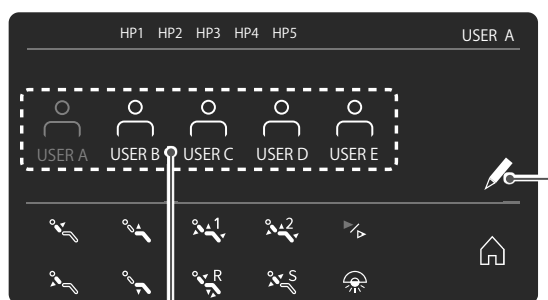 HP1 HP2 HP3 HP4 HP5 USER A
USER A USER B USER C USER D USER E
1 2
R S